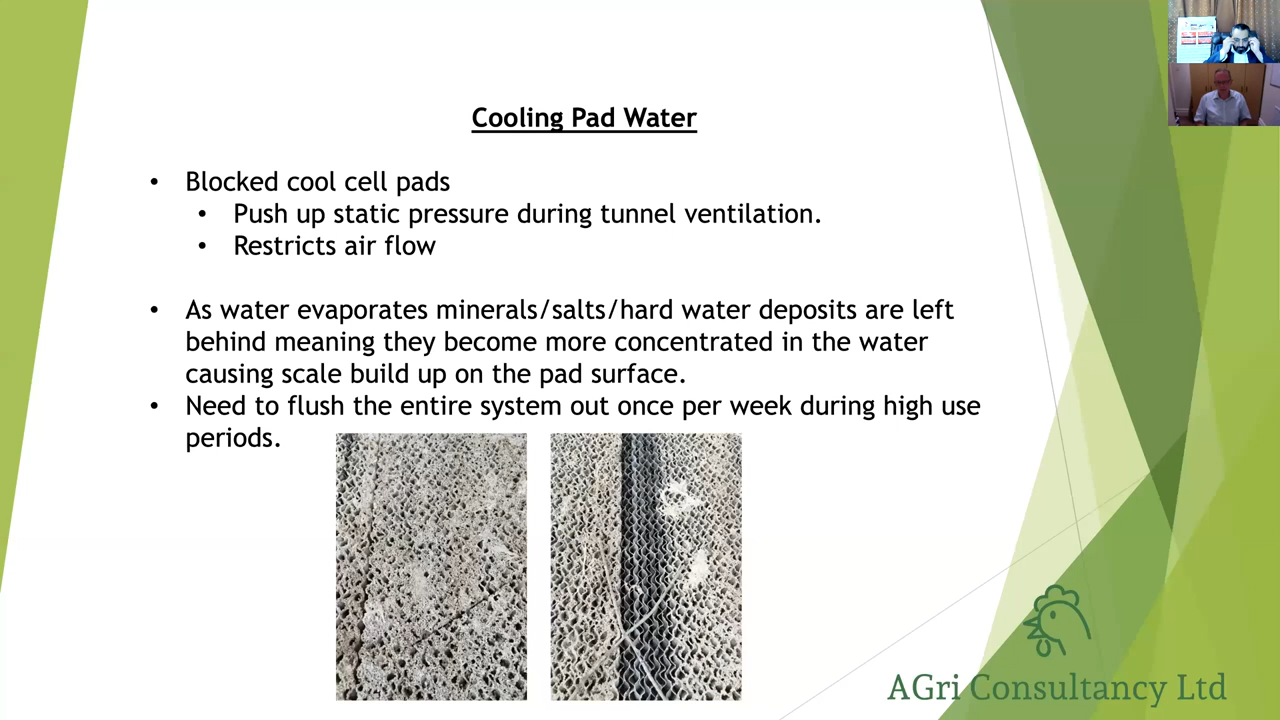 Cooling Pad Water
• Blocked cool cell pads
• Push up static pressure during tunnel ventilation.
• Restricts air flow
• As water evaporates minerals/salts/hard water deposits are left
behind meaning they become more concentrated in the water
causing scale build up on the pad surface.
• Need to flush the entire system out once per week during high use
periods.
AGri Consultancy Ltd